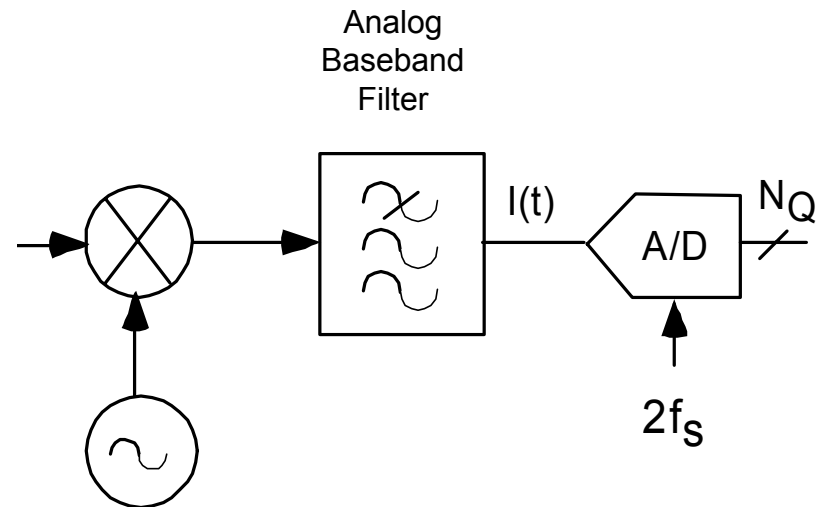 Analog
Baseband
Filter
I(t)
A/D
N_Q
2f_S